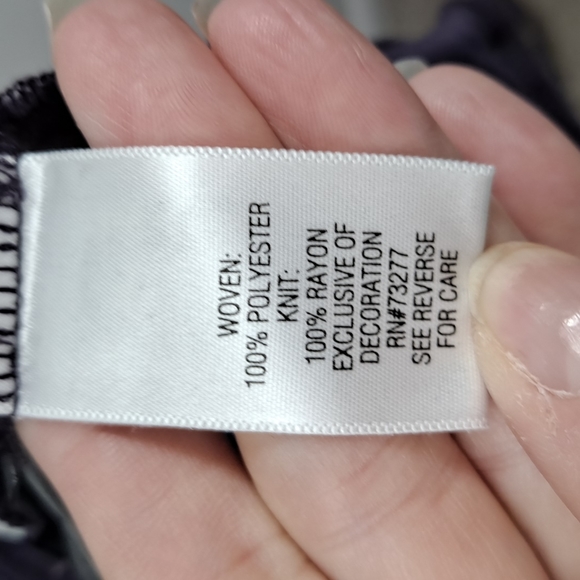 WOVEN:
100% POLYESTER
KNIT:
100% RAYON
EXCLUSIVE OF
DECORATION
RN#73277
SEE REVERSE
FOR CARE